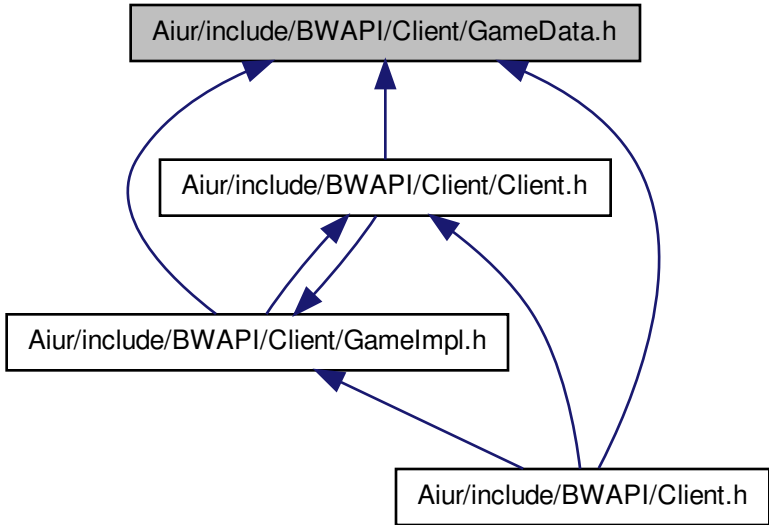 Aiur/include/BWAPI/Client/GameData.h
Aiur/include/BWAPI/Client/Client.h
Aiur/include/BWAPI/Client/GameImpl.h
Aiur/include/BWAPI/Client.h